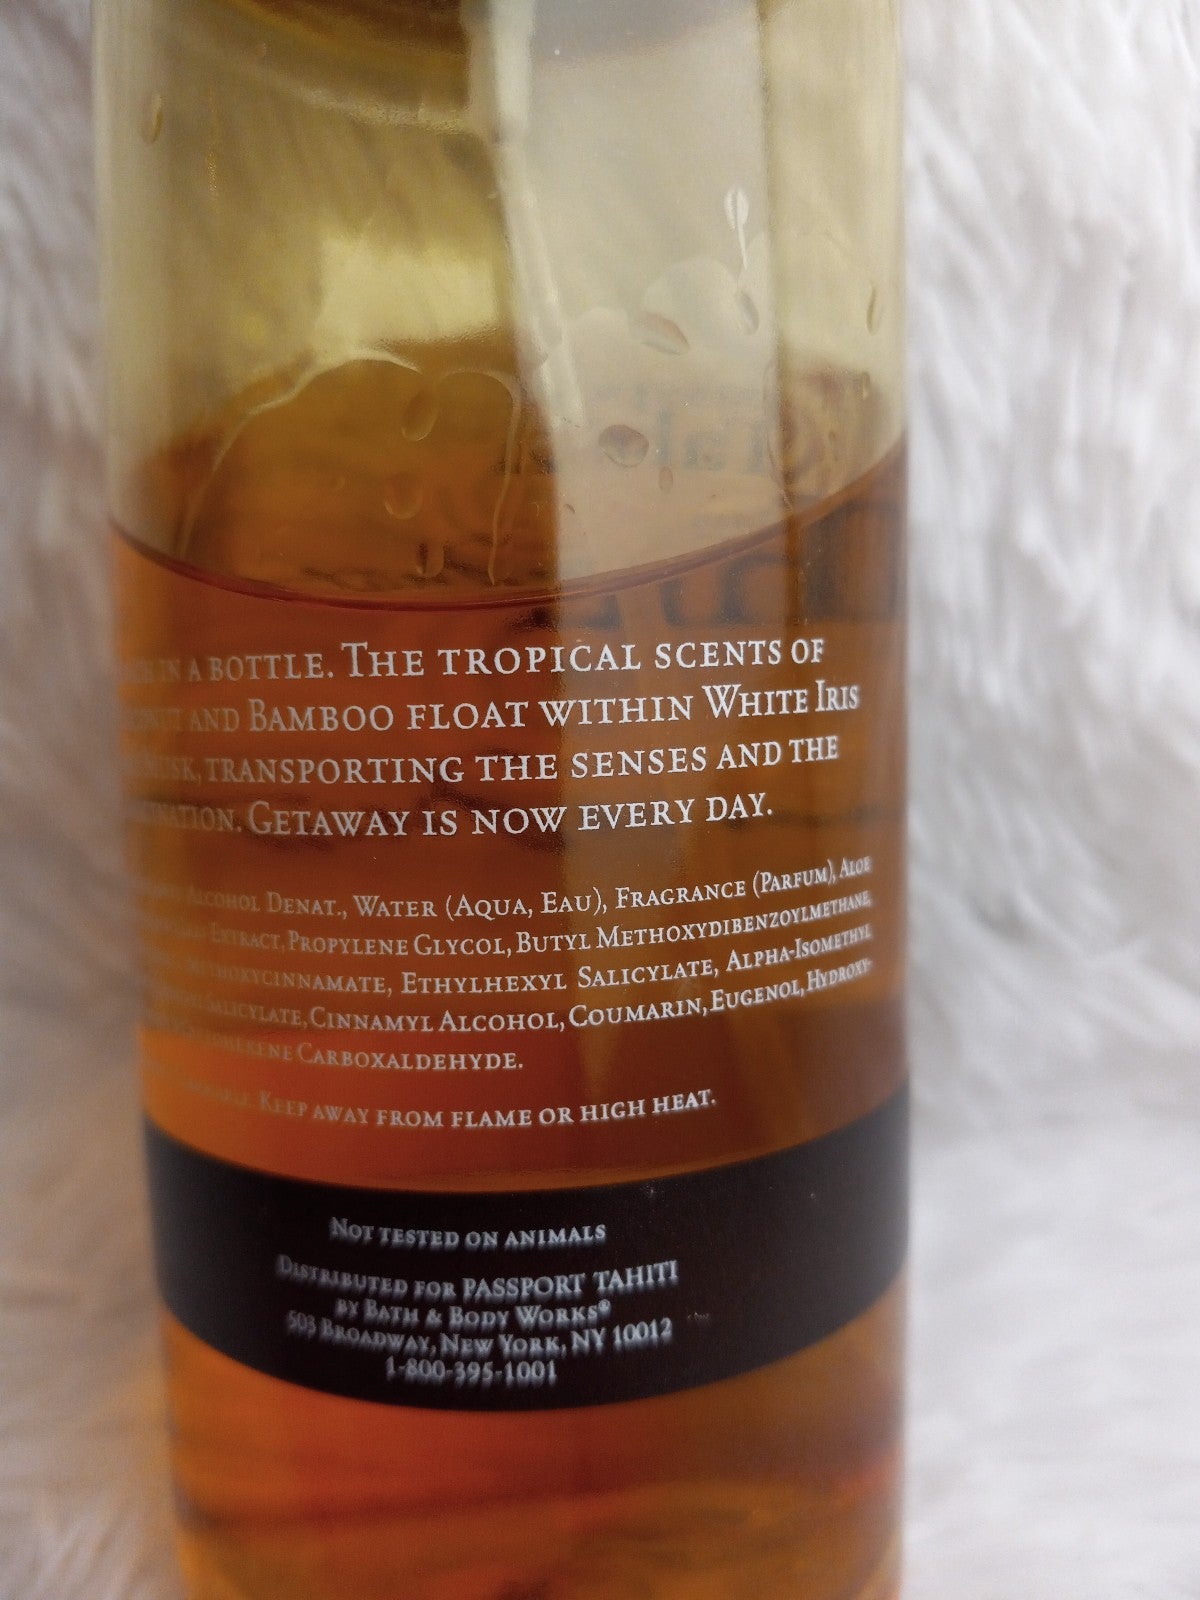 IN A BOTTLE. THE TROPICAL SCENTS OF
AND BAMBOO FLOAT WITHIN WHITE IRIS
MUSK, TRANSPORTING THE SENSES AND THE
GETAWAY IS NOW EVERY DAY.
ALCOHOL DENAT., WATER (AQUA, EAU), FRAGRANCE (PARFUM), ALOE
EXTRACT, PROPYLENE GLYCOL, BUTYL METHOXYDIBENZOYLMETHANE,
METHOXYCINNAMATE, ETHYLHEXYL SALICYLATE, ALPHA-ISOMETHYL
SALICYLATE, CINNAMYL ALCOHOL, COUMARIN, EUGENOL, HYDROXY-
CARBOXALDEHYDE.
KEEP AWAY FROM FLAME OR HIGH HEAT.
NOT TESTED ON ANIMALS
DISTRIBUTED FOR PASSPORT TAHITI
BY BATH & BODY WORKS®
503 BROADWAY, NEW YORK, NY 10012
1-800-395-1001